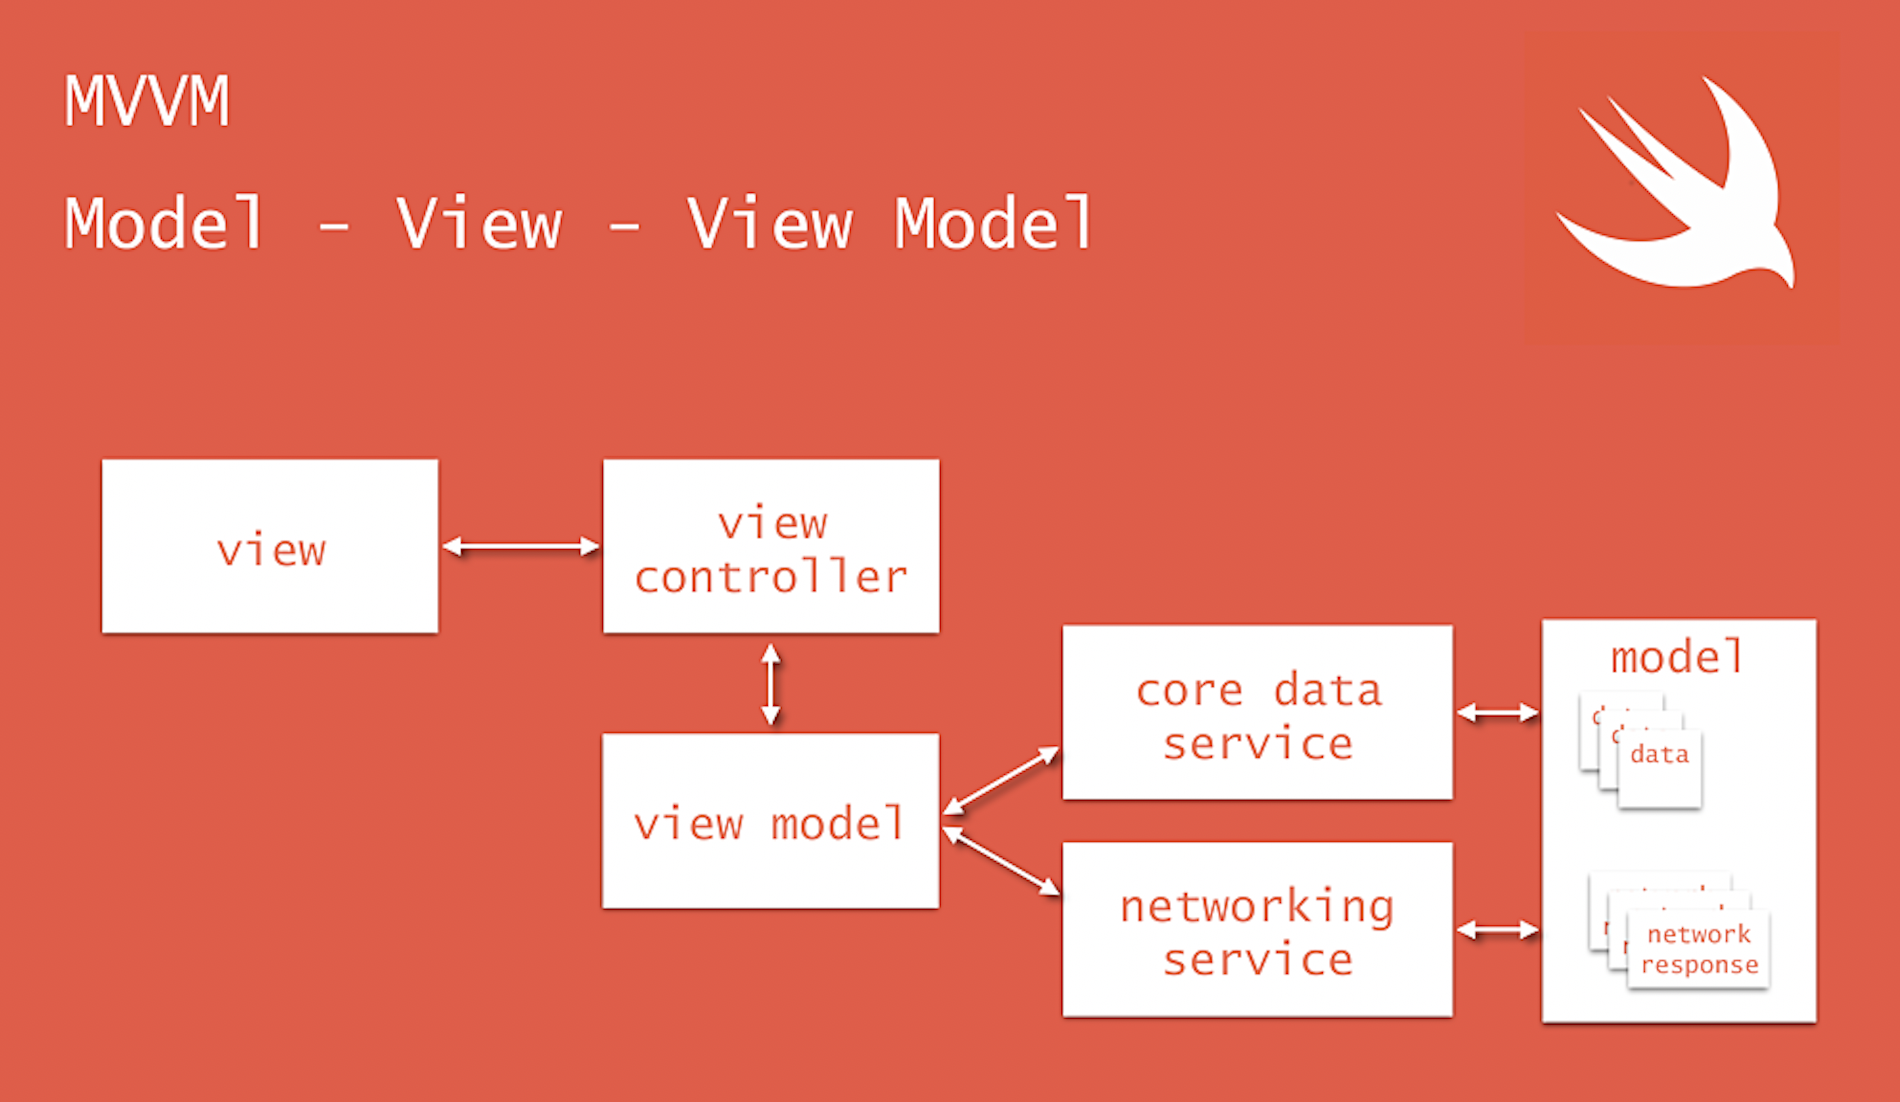 MVVM
Model - View - View Model
view
view
controller
view model
core data
service
networking
service
model
data
network
response